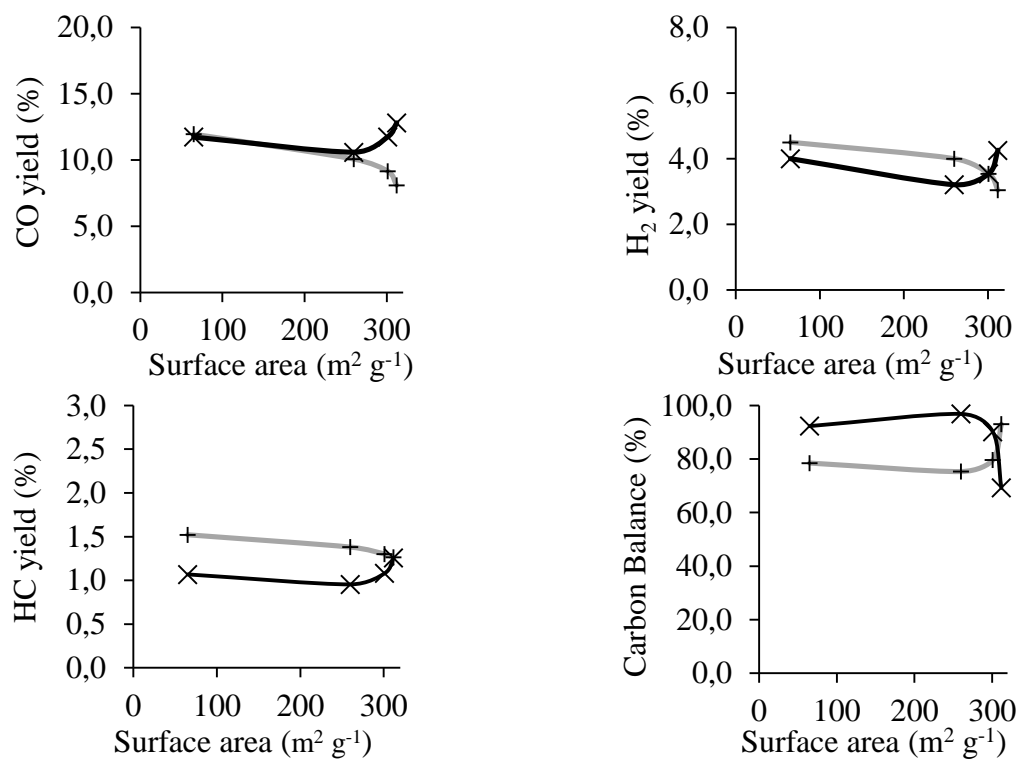 CO yield (%)
20,0
15,0
10,0
5,0
0,0
0 100 200 300
Surface area (m² g⁻¹)
H₂ yield (%)
8,0
6,0
4,0
2,0
0,0
0 100 200 300
Surface area (m² g⁻¹)
HC yield (%)
3,0
2,5
2,0
1,5
1,0
0,5
0,0
0 100 200 300
Surface area (m² g⁻¹)
Carbon Balance (%)
100,0
80,0
60,0
40,0
20,0
0,0
0 100 200 300
Surface area (m² g⁻¹)